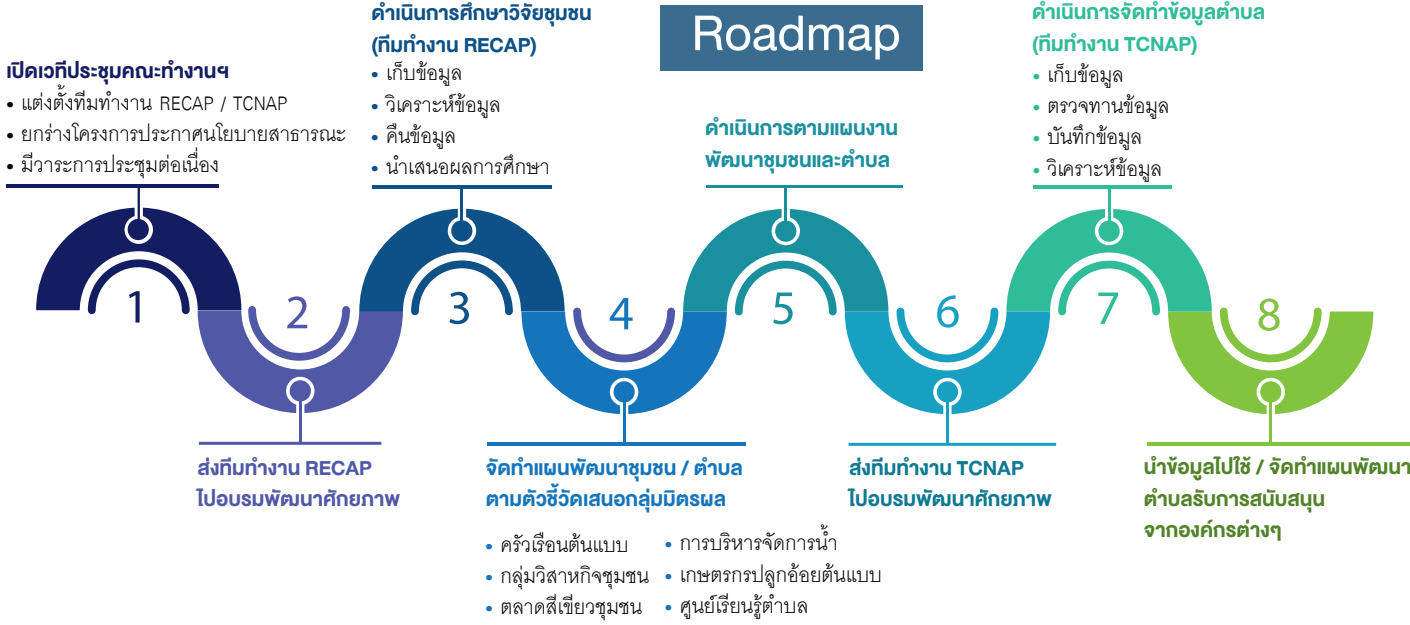 Roadmap
เปิดเวทีประชุมคณะทำงานฯ
• แต่งตั้งทีมทำงาน RECAP / TCNAP
• ยกร่างโครงการประกาศนโยบายสาธารณะ
• มีวาระการประชุมต่อเนื่อง
1
2
ส่งทีมทำงาน RECAP
ไปอบรมพัฒนาศักยภาพ
ดำเนินการศึกษาวิจัยชุมชน
(ทีมทำงาน RECAP)
• เก็บข้อมูล
• วิเคราะห์ข้อมูล
• คืนข้อมูล
• นำเสนอผลการศึกษา
3
4
จัดทำแผนพัฒนาชุมชน / ตำบล
ตามตัวชี้วัดเสนอกลุ่มมิตรผล
• ครัวเรือนต้นแบบ
• กลุ่มวิสาหกิจชุมชน
• ตลาดสีเขียวชุมชน
• การบริหารจัดการน้ำ
• เกษตรกรปลูกอ้อยต้นแบบ
• ศูนย์เรียนรู้ตำบล
ดำเนินการตามแผนงาน
พัฒนาชุมชนและตำบล
5
6
ส่งทีมทำงาน TCNAP
ไปอบรมพัฒนาศักยภาพ
ดำเนินการจัดทำข้อมูลตำบล
(ทีมทำงาน TCNAP)
• เก็บข้อมูล
• ตรวจทานข้อมูล
• บันทึกข้อมูล
• วิเคราะห์ข้อมูล
7
8
นำข้อมูลไปใช้ / จัดทำแผนพัฒนา
ตำบลรับการสนับสนุน
จากองค์กรต่างๆ